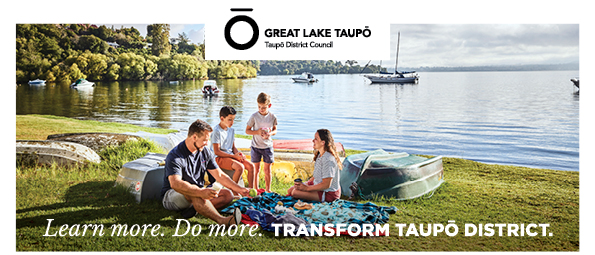 GREAT LAKE TAUPŌ
Taupō District Council
Learn more. Do more. TRANSFORM TAUPŌ DISTRICT.